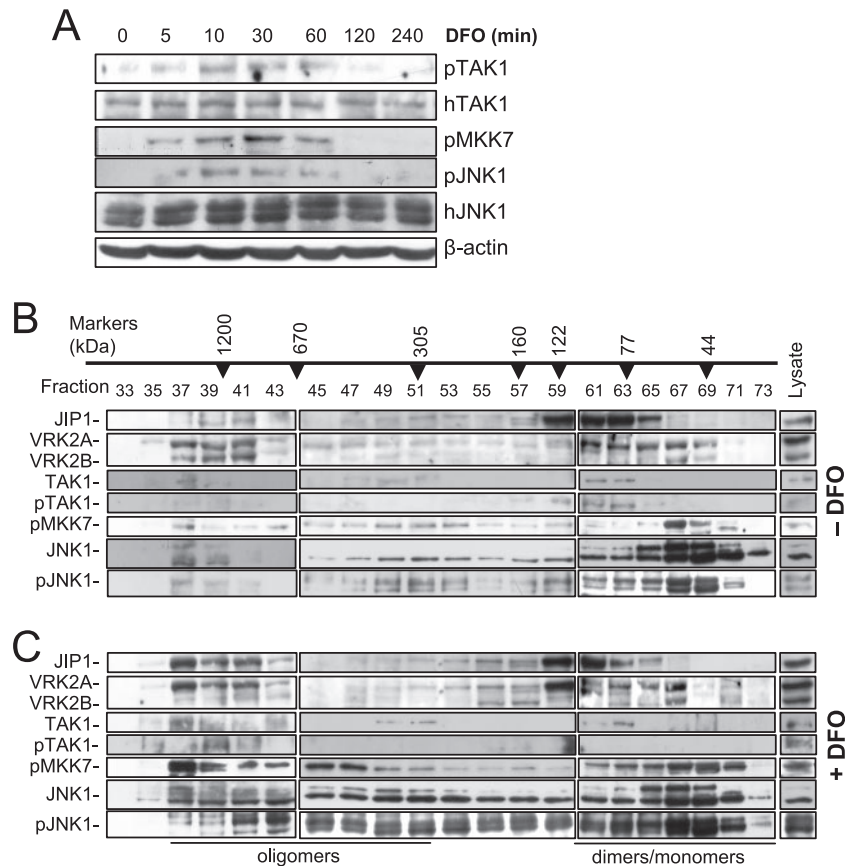 A
0 5 10 30 60 120 240 DFO (min)
pTAK1
hTAK1
pMKK7
pJNK1
hJNK1
β-actin
B
Markers
(kDa)
1200 670 305 160 122 77 44
Fraction 33 35 37 39 41 43 45 47 49 51 53 55 57 59 61 63 65 67 69 71 73 Lysate
JIP1-
VRK2A-
VRK2B-
TAK1-
pTAK1-
pMKK7-
JNK1-
pJNK1-
– DFO
C
JIP1-
VRK2A-
VRK2B-
TAK1-
pTAK1-
pMKK7-
JNK1-
pJNK1-
+ DFO
oligomers dimers/monomers